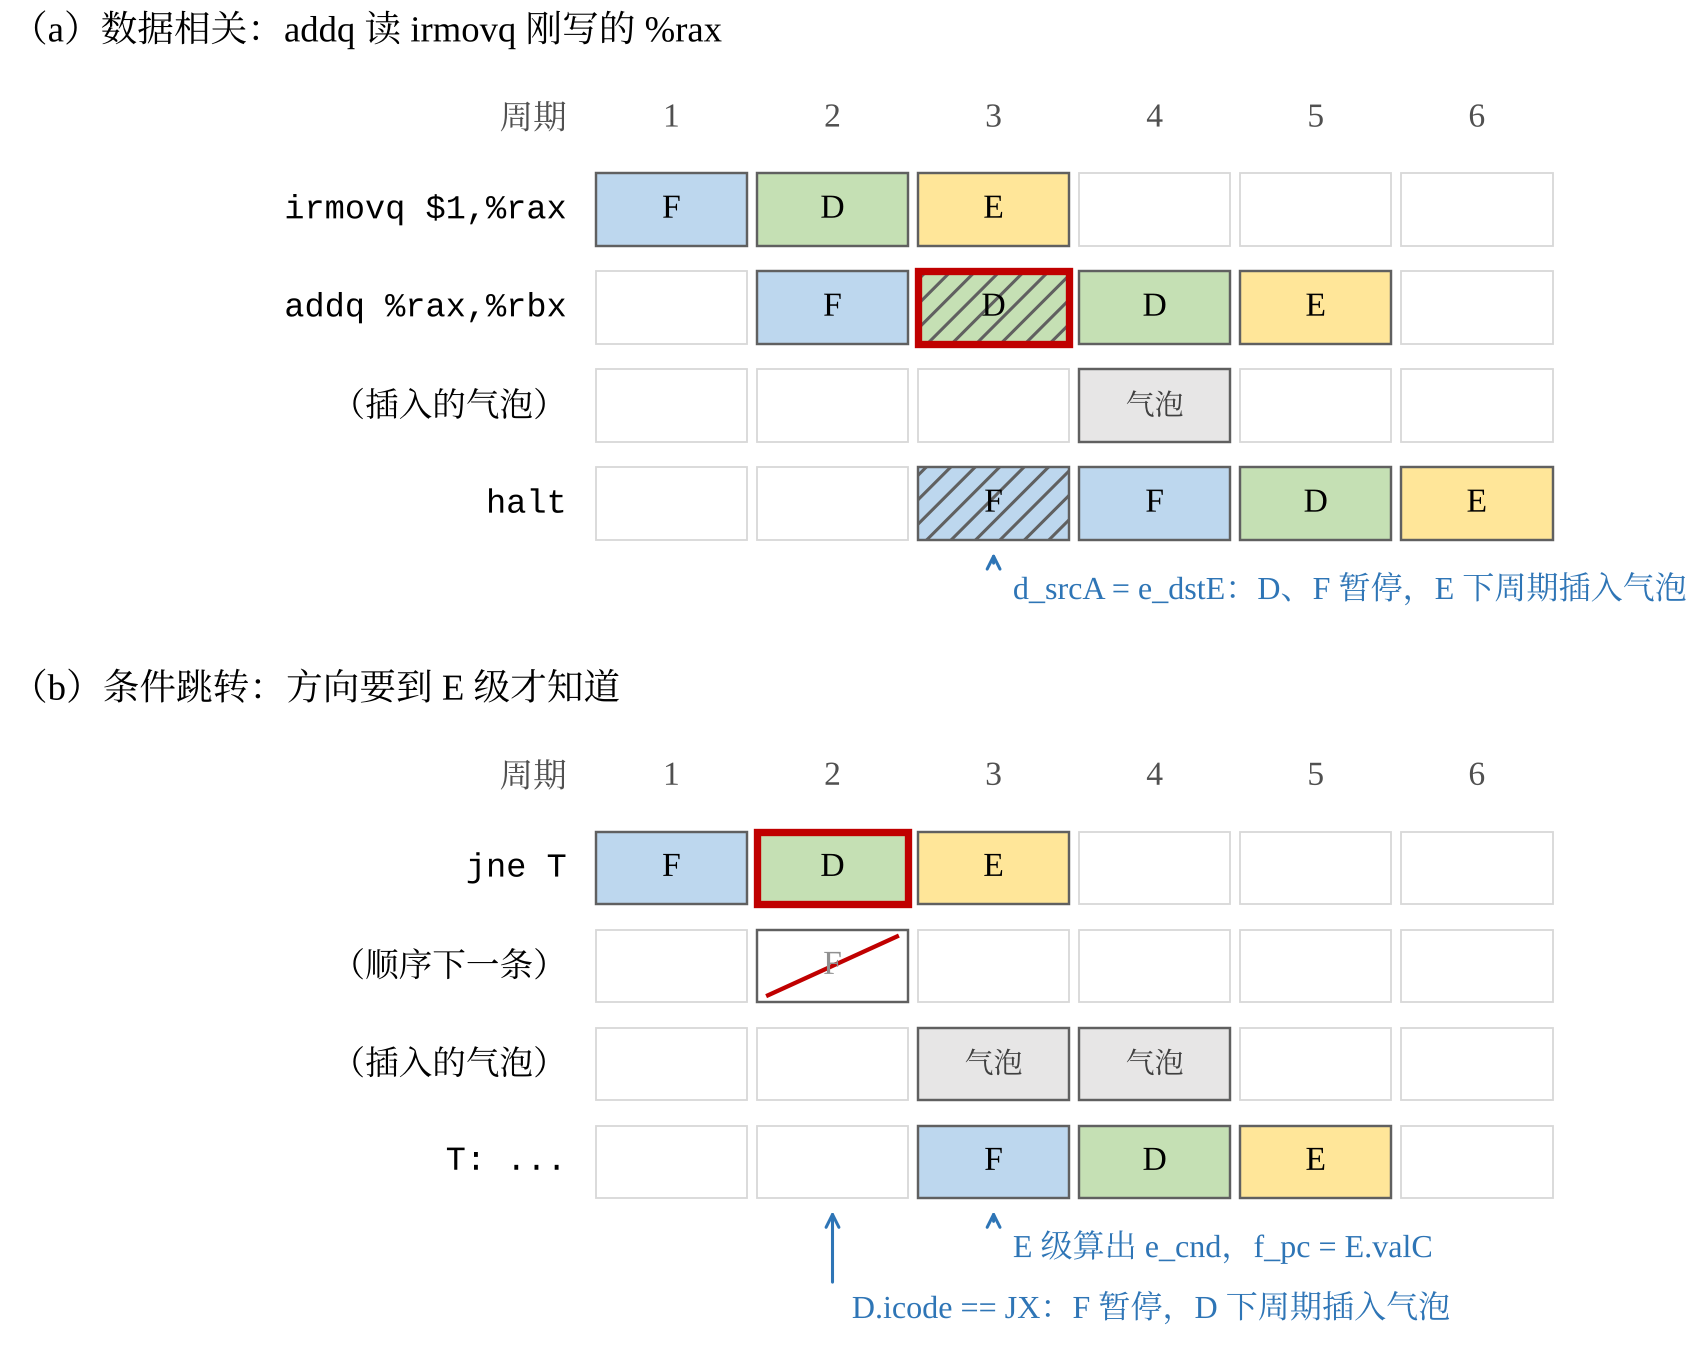 （a）数据相关：addq 读 irmovq 刚写的 %rax
周期 1 2 3 4 5 6
irmovq $1,%rax F D E
addq %rax,%rbx F D D E
（插入的气泡） 气泡
halt F F D E
d_srcA = e_dstE：D、F 暂停，E 下周期插入气泡
（b）条件跳转：方向要到 E 级才知道
周期 1 2 3 4 5 6
jne T F D E
（顺序下一条） F
（插入的气泡） 气泡 气泡
T: ... F D E
E 级算出 e_cnd，f_pc = E.valC
D.icode == JX：F 暂停，D 下周期插入气泡